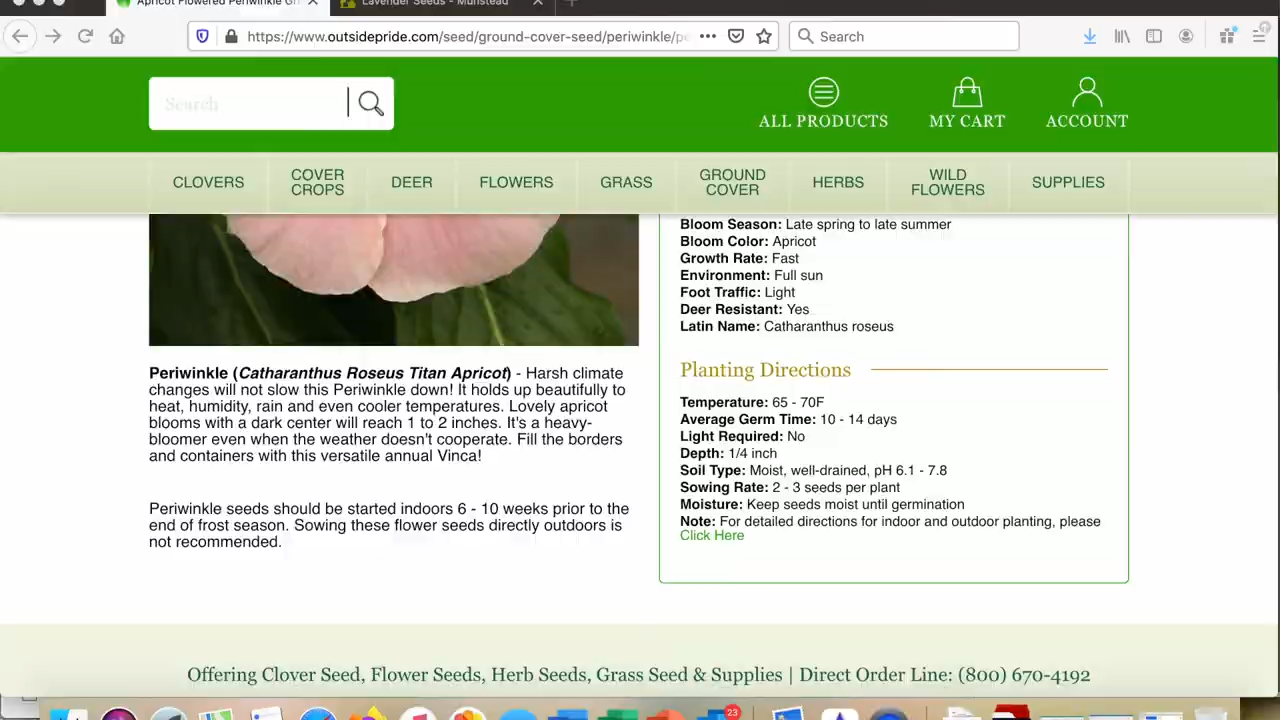 Apricot Flowered Periwinkle Gr
Lavender Seeds - Munstead
https://www.outsidepride.com/seed/ground-cover-seed/periwinkle/pe
Search
Search
ALL PRODUCTS
MY CART
ACCOUNT
CLOVERS
COVER CROPS
DEER
FLOWERS
GRASS
GROUND COVER
HERBS
WILD FLOWERS
SUPPLIES
Periwinkle (Catharanthus Roseus Titan Apricot) - Harsh climate
changes will not slow this Periwinkle down! It holds up beautifully to
heat, humidity, rain and even cooler temperatures. Lovely apricot
blooms with a dark center will reach 1 to 2 inches. It's a heavy-
bloomer even when the weather doesn't cooperate. Fill the borders
and containers with this versatile annual Vinca!
Periwinkle seeds should be started indoors 6 - 10 weeks prior to the
end of frost season. Sowing these flower seeds directly outdoors is
not recommended.
Bloom Season: Late spring to late summer
Bloom Color: Apricot
Growth Rate: Fast
Environment: Full sun
Foot Traffic: Light
Deer Resistant: Yes
Latin Name: Catharanthus roseus
Planting Directions
Temperature: 65 - 70F
Average Germ Time: 10 - 14 days
Light Required: No
Depth: 1/4 inch
Soil Type: Moist, well-drained, pH 6.1 - 7.8
Sowing Rate: 2 - 3 seeds per plant
Moisture: Keep seeds moist until germination
Note: For detailed directions for indoor and outdoor planting, please
Click Here
Offering Clover Seed, Flower Seeds, Herb Seeds, Grass Seed & Supplies | Direct Order Line: (800) 670-4192
23